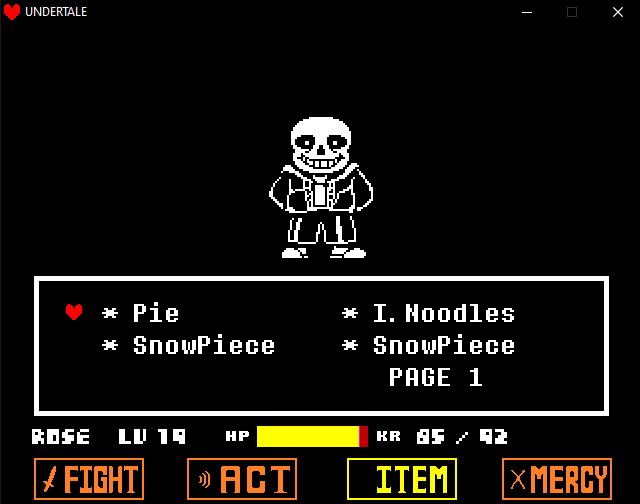 UNDERTALE
* Pie * I. Noodles
* SnowPiece * SnowPiece
PAGE 1
ROSE LV 19 HP KR 85 / 92
FIGHT ACT ITEM MERCY